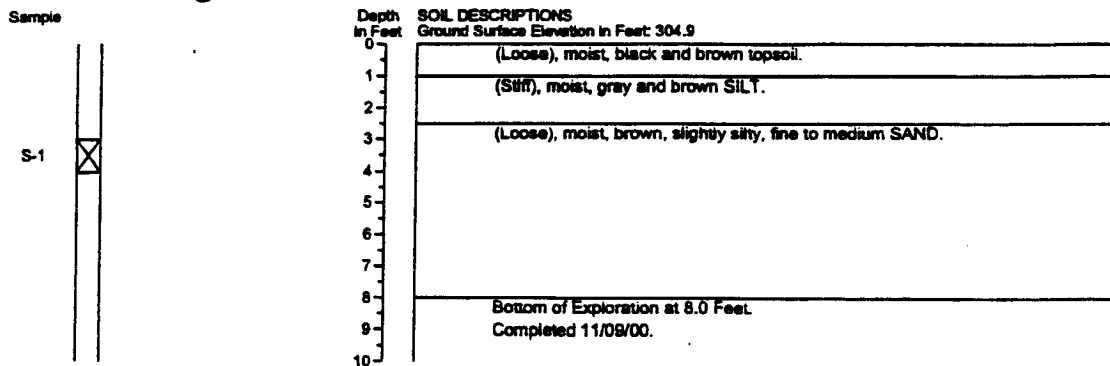 Sample
Depth in Feet
SOIL DESCRIPTIONS
Ground Surface Elevation in Feet: 304.9
0
(Loose), moist, black and brown topsoil.
1
(Stiff), moist, gray and brown SILT.
2
(Loose), moist, brown, slightly silty, fine to medium SAND.
3
S-1
4
5
6
7
8
Bottom of Exploration at 8.0 Feet.
9
Completed 11/09/00.
10